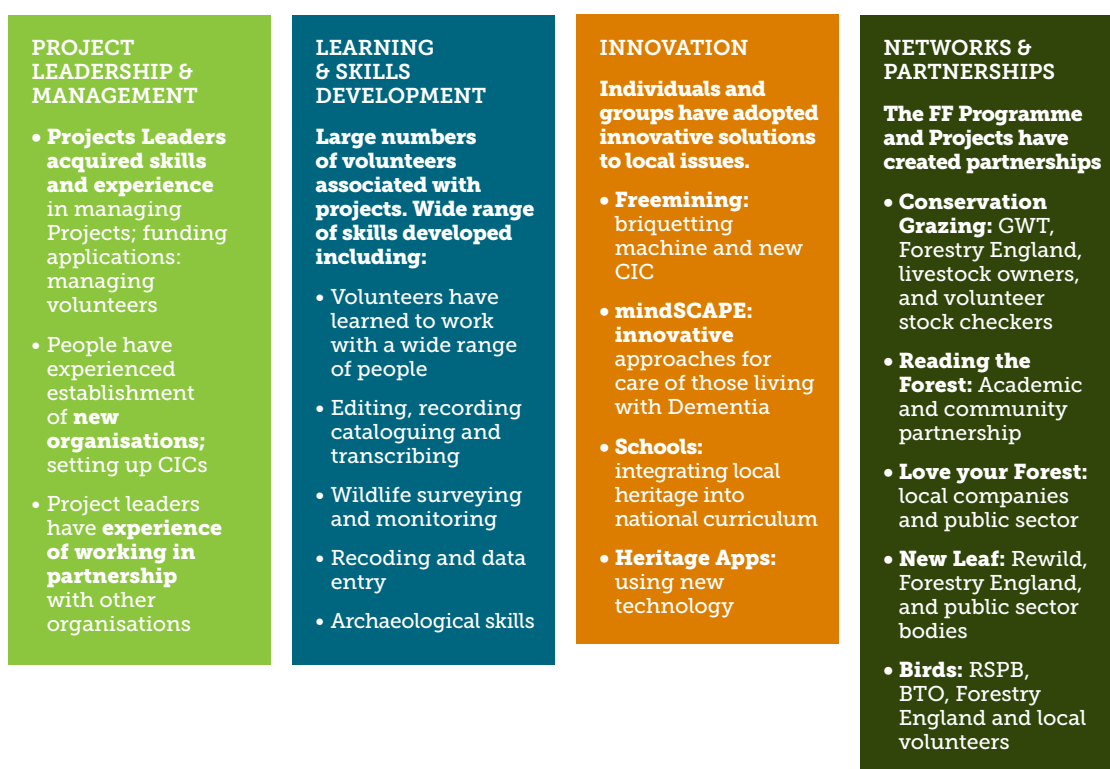 PROJECT
LEADERSHIP &
MANAGEMENT
• Projects Leaders
acquired skills
and experience
in managing
Projects; funding
applications:
managing
volunteers
• People have
experienced
establishment
of new
organisations;
setting up CICs
• Project leaders
have experience
of working in
partnership
with other
organisations
LEARNING
& SKILLS
DEVELOPMENT
Large numbers
of volunteers
associated with
projects. Wide range
of skills developed
including:
• Volunteers have
learned to work
with a wide range
of people
• Editing, recording
cataloguing and
transcribing
• Wildlife surveying
and monitoring
• Recoding and data
entry
• Archaeological skills
INNOVATION
Individuals and
groups have adopted
innovative solutions
to local issues.
• Freemining:
briquetting
machine and new
CIC
• mindSCAPE:
innovative
approaches for
care of those living
with Dementia
• Schools:
integrating local
heritage into
national curriculum
• Heritage Apps:
using new
technology
NETWORKS &
PARTNERSHIPS
The FF Programme
and Projects have
created partnerships
• Conservation
Grazing: GWT,
Forestry England,
livestock owners,
and volunteer
stock checkers
• Reading the
Forest: Academic
and community
partnership
• Love your Forest:
local companies
and public sector
• New Leaf: Rewild,
Forestry England,
and public sector
bodies
• Birds: RSPB,
BTO, Forestry
England and local
volunteers